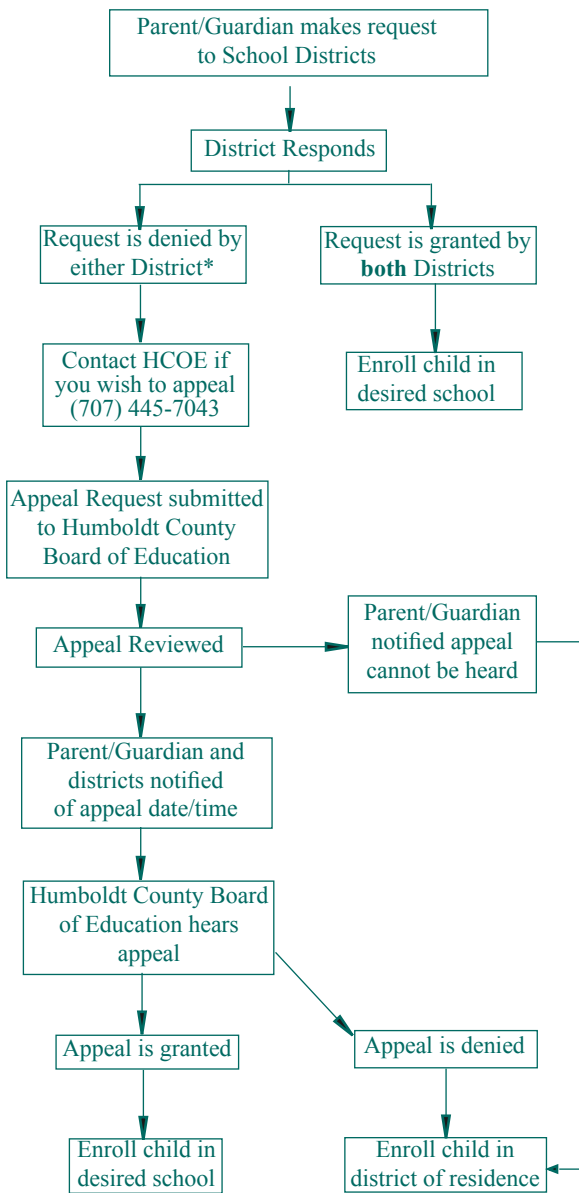 Parent/Guardian makes request
to School Districts
District Responds
Request is denied by
either District*
Request is granted by
both Districts
Contact HCOE if
you wish to appeal
(707) 445-7043
Enroll child in
desired school
Appeal Request submitted
to Humboldt County
Board of Education
Appeal Reviewed
Parent/Guardian
notified appeal
cannot be heard
Parent/Guardian and
districts notified
of appeal date/time
Humboldt County Board
of Education hears
appeal
Appeal is granted
Appeal is denied
Enroll child in
desired school
Enroll child in
district of residence